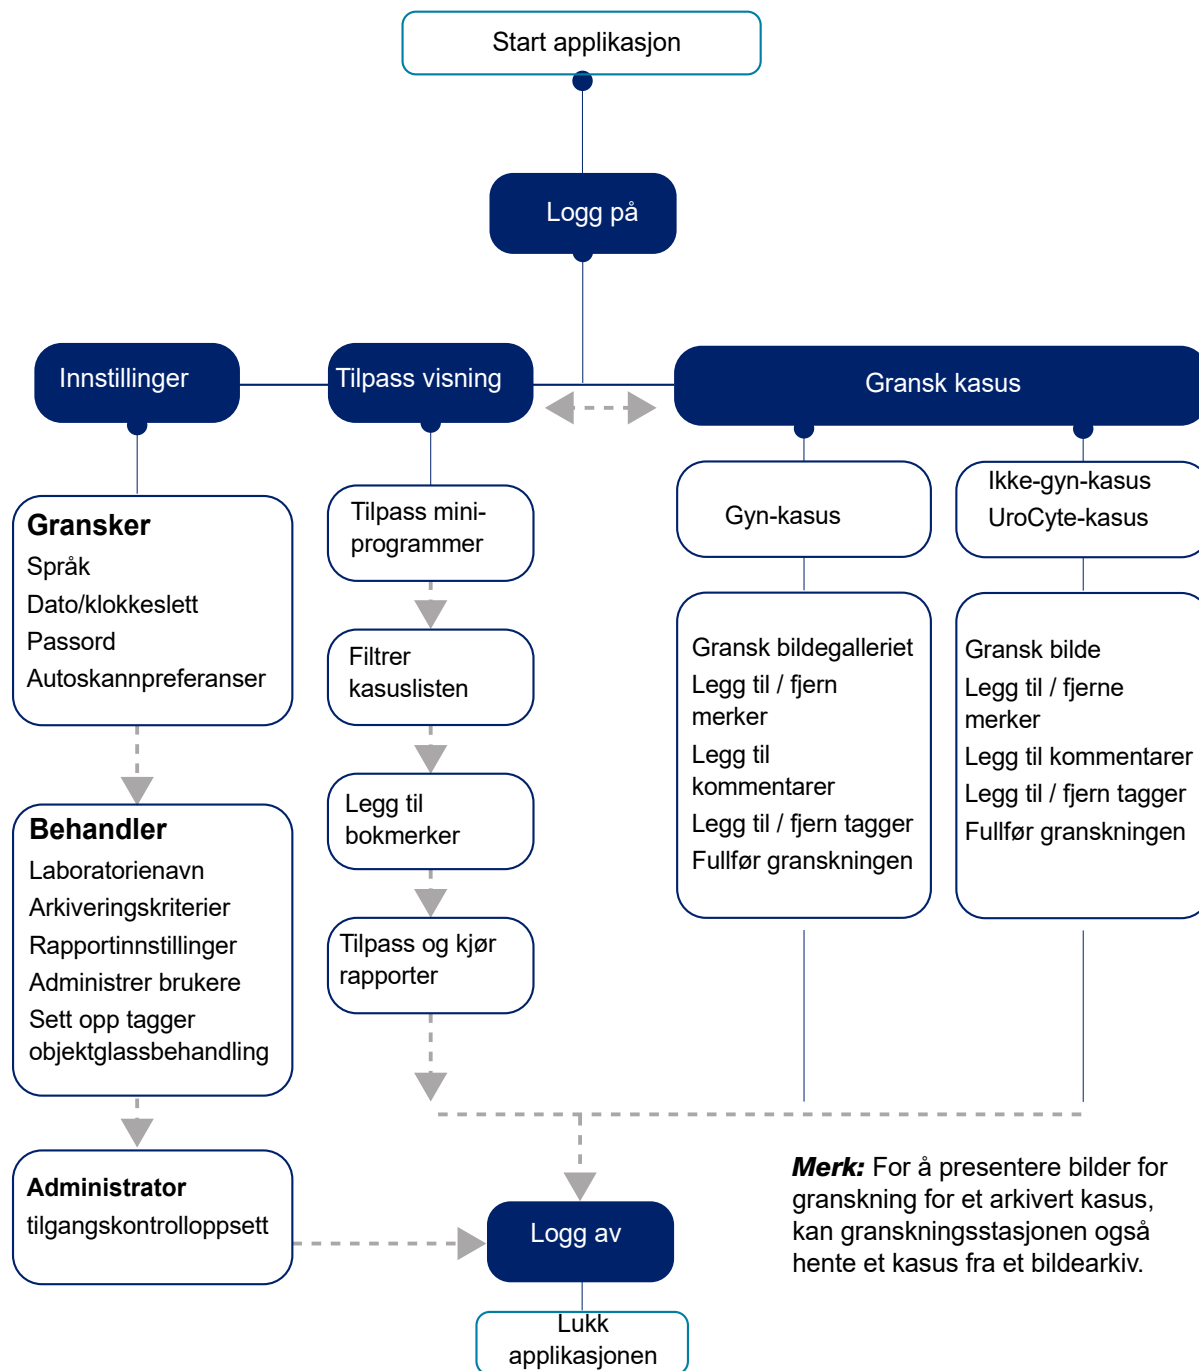 Start applikasjon
Logg på
Innstillinger
Tilpass visning
Gransk kasus
Gransker
Språk
Dato/klokkeslett
Passord
Autoskannpreferanser
Behandler
Laboratorienavn
Arkiveringskriterier
Rapportinnstillinger
Administrer brukere
Sett opp tagger
objektglassbehandling
Administrator
tilgangskontrolloppsett
Tilpass mini-
programmer
Filtrer
kasuslisten
Legg til
bokmerker
Tilpass og kjør
rapporter
Gyn-kasus
Gransk bildegalleriet
Legg til / fjern
merker
Legg til
kommentarer
Legg til / fjern tagger
Fullfør granskningen
Ikke-gyn-kasus
UroCyte-kasus
Gransk bilde
Legg til / fjerne
merker
Legg til kommentarer
Legg til / fjern tagger
Fullfør granskningen
Merk: For å presentere bilder for
granskning for et arkivert kasus,
kan granskningsstasjonen også
hente et kasus fra et bildearkiv.
Logg av
Lukk
applikasjonen